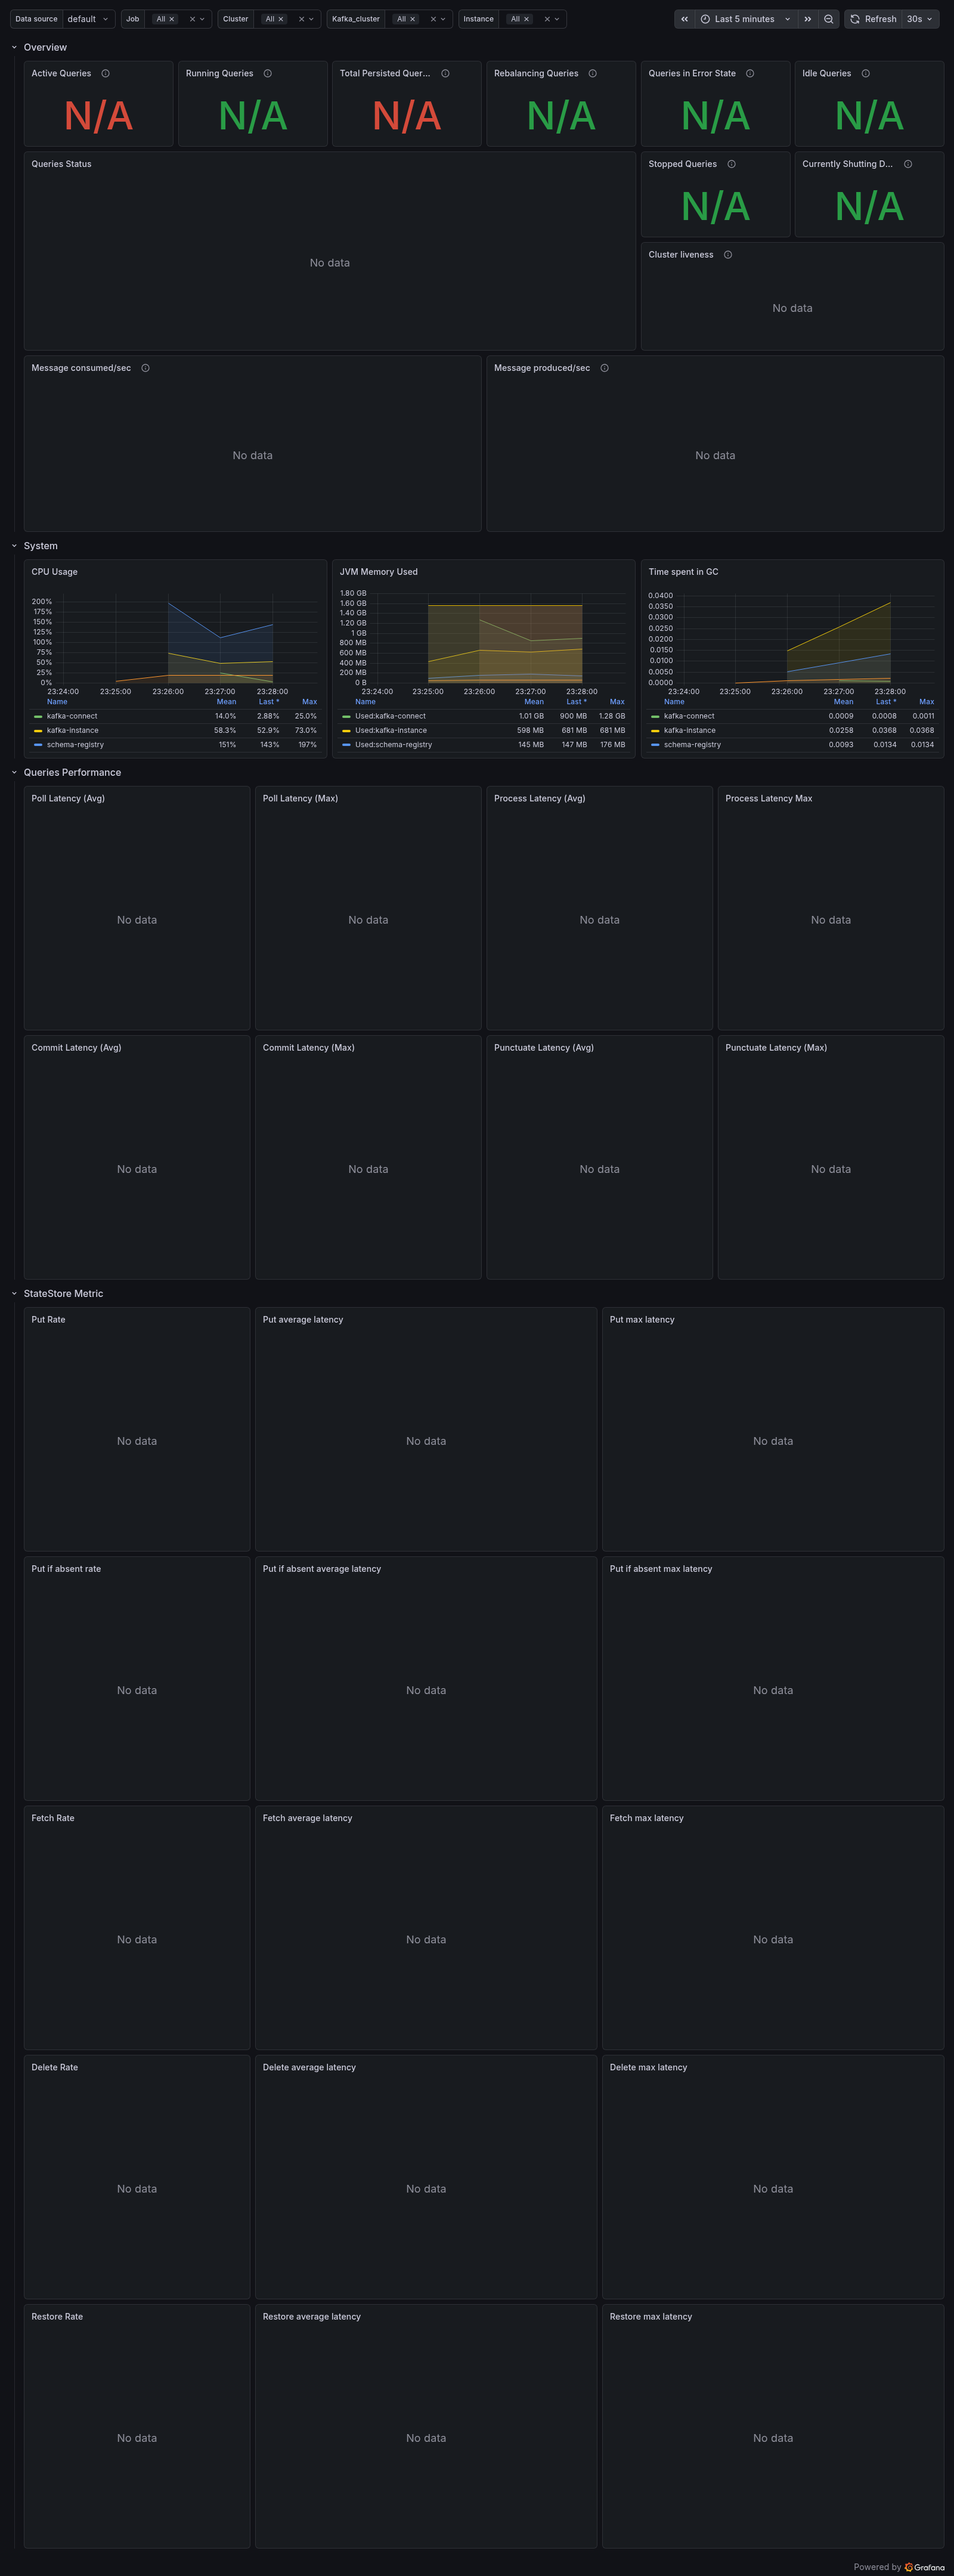 Data source default Job All Cluster All Kafka_cluster All Instance All Last 5 minutes Refresh 30s
Overview
Active Queries Running Queries Total Persisted Quer... Rebalancing Queries Queries in Error State Idle Queries
N/A N/A N/A N/A N/A N/A
Queries Status Stopped Queries Currently Shutting D...
N/A N/A
No data
Cluster liveness
No data
Message consumed/sec Message produced/sec
No data No data
System
CPU Usage
200%
175%
150%
125%
100%
75%
50%
25%
0%
23:24:00 23:25:00 23:26:00 23:27:00 23:28:00
Name Mean Last * Max
kafka-connect 14.0% 2.88% 25.0%
kafka-instance 58.3% 52.9% 73.0%
schema-registry 151% 143% 197%
JVM Memory Used
1.80 GB
1.60 GB
1.40 GB
1.20 GB
1 GB
800 MB
600 MB
400 MB
200 MB
0 B
23:24:00 23:25:00 23:26:00 23:27:00 23:28:00
Name Mean Last * Max
Used:kafka-connect 1.01 GB 900 MB 1.28 GB
Used:kafka-instance 598 MB 681 MB 681 MB
Used:schema-registry 145 MB 147 MB 176 MB
Time spent in GC
0.0400
0.0350
0.0300
0.0250
0.0200
0.0150
0.0100
0.0050
0.0000
23:24:00 23:25:00 23:26:00 23:27:00 23:28:00
Name Mean Last * Max
kafka-connect 0.0009 0.0008 0.0011
kafka-instance 0.0258 0.0368 0.0368
schema-registry 0.0093 0.0134 0.0134
Queries Performance
Poll Latency (Avg) Poll Latency (Max) Process Latency (Avg) Process Latency Max
No data No data No data No data
Commit Latency (Avg) Commit Latency (Max) Punctuate Latency (Avg) Punctuate Latency (Max)
No data No data No data No data
StateStore Metric
Put Rate Put average latency Put max latency
No data No data No data
Put if absent rate Put if absent average latency Put if absent max latency
No data No data No data
Fetch Rate Fetch average latency Fetch max latency
No data No data No data
Delete Rate Delete average latency Delete max latency
No data No data No data
Restore Rate Restore average latency Restore max latency
No data No data No data
Powered by Grafana